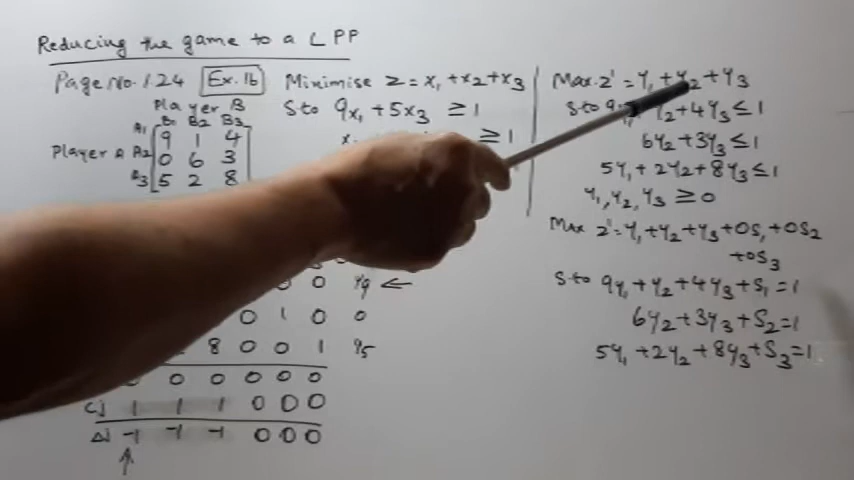 Reducing the game to a LPP
Page No. 1.24 Ex. 16
Player B
B1 B2 B3
A1 9 1 4
Player A A2 0 6 3
B3 5 2 8
Minimise Z = x1 + x2 + x3
S to 9x1 + 5x3 ≥ 1
≥ 1
0 0 1/9 ←
0 1 0 0
8 0 0 1 1/5
0 0 0 0 0
Cj 1 1 1 0 0 0
Δj -1 -1 -1 0 0 0
↑
Max Z' = Y1 + Y2 + Y3
S to Y2 + 4Y3 ≤ 1
6Y2 + 3Y3 ≤ 1
5Y1 + 2Y2 + 8Y3 ≤ 1
Y1, Y2, Y3 ≥ 0
Max Z' = Y1 + Y2 + Y3 + 0S1 + 0S2
+ 0S3
S to 9Y1 + Y2 + 4Y3 + S1 = 1
6Y2 + 3Y3 + S2 = 1
5Y1 + 2Y2 + 8Y3 + S3 = 1